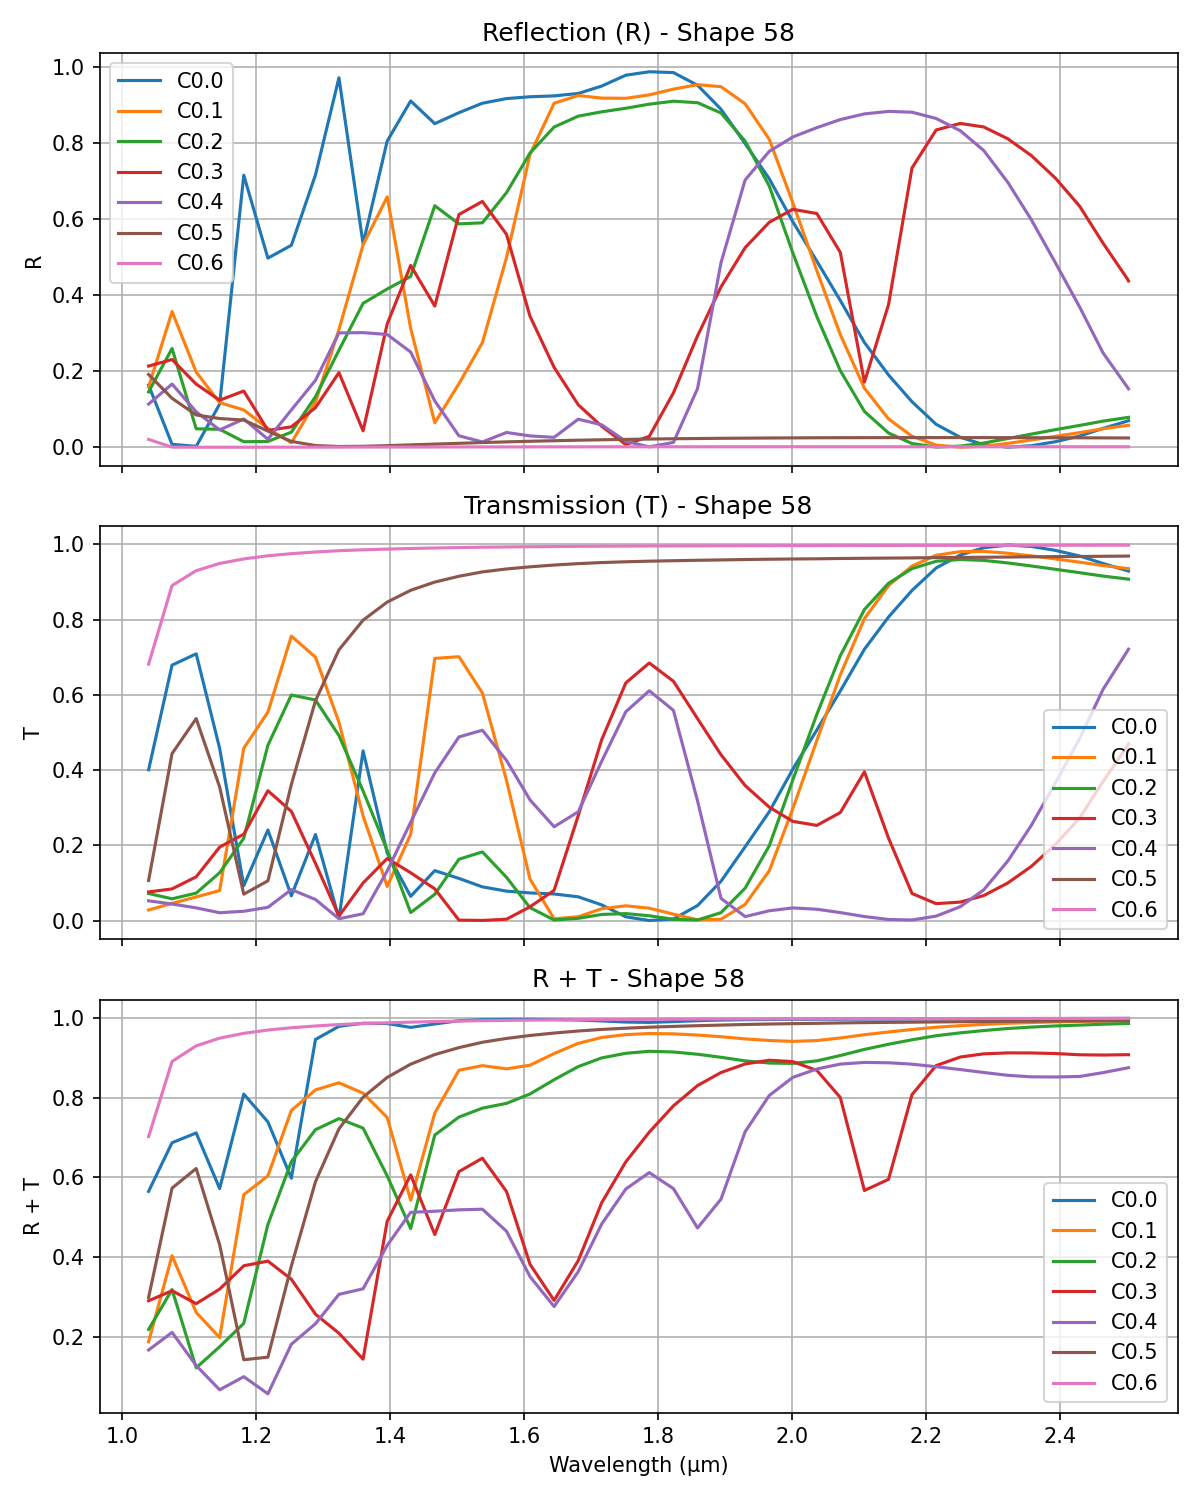 Reflection (R) - Shape 58
1.0
0.8
0.6
0.4
0.2
0.0
R
C0.0
C0.1
C0.2
C0.3
C0.4
C0.5
C0.6
Transmission (T) - Shape 58
1.0
0.8
0.6
0.4
0.2
0.0
T
C0.0
C0.1
C0.2
C0.3
C0.4
C0.5
C0.6
R + T - Shape 58
1.0
0.8
0.6
0.4
0.2
R + T
C0.0
C0.1
C0.2
C0.3
C0.4
C0.5
C0.6
1.0 1.2 1.4 1.6 1.8 2.0 2.2 2.4
Wavelength (μm)